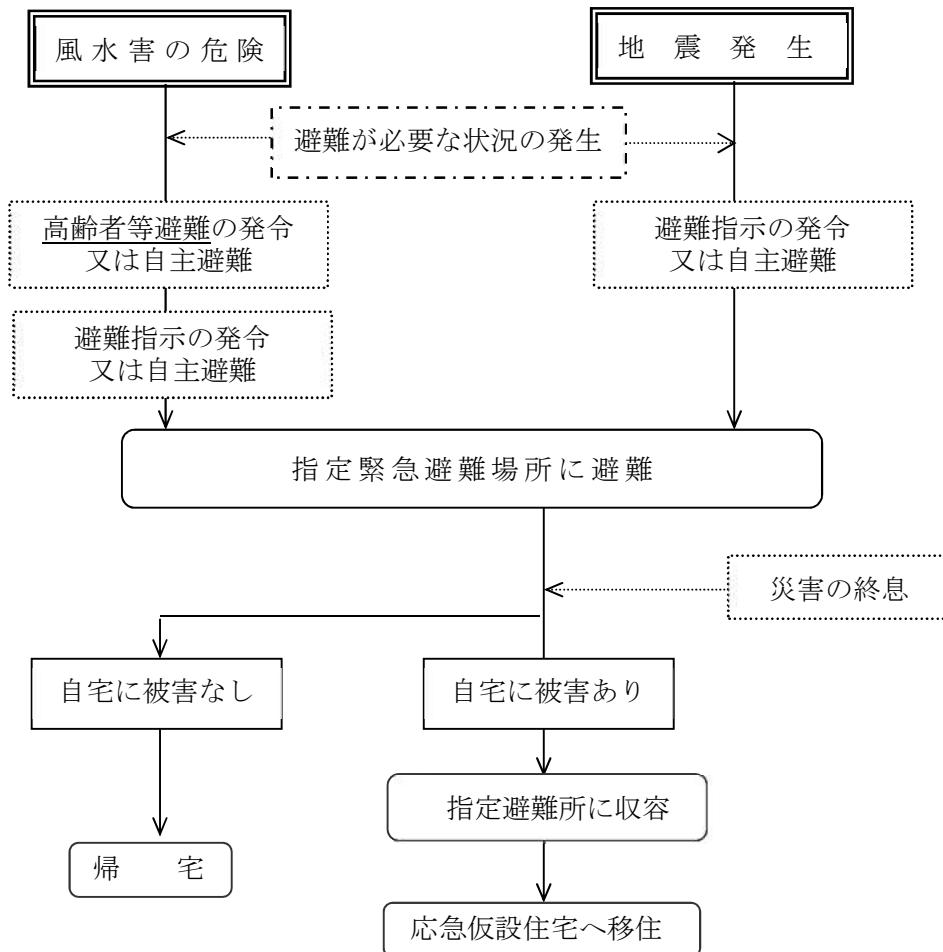 風水害の危険
地震発生
避難が必要な状況の発生
高齢者等避難の発令
又は自主避難
避難指示の発令
又は自主避難
避難指示の発令
又は自主避難
指定緊急避難場所に避難
災害の終息
自宅に被害なし
自宅に被害あり
指定避難所に収容
帰宅
応急仮設住宅へ移住